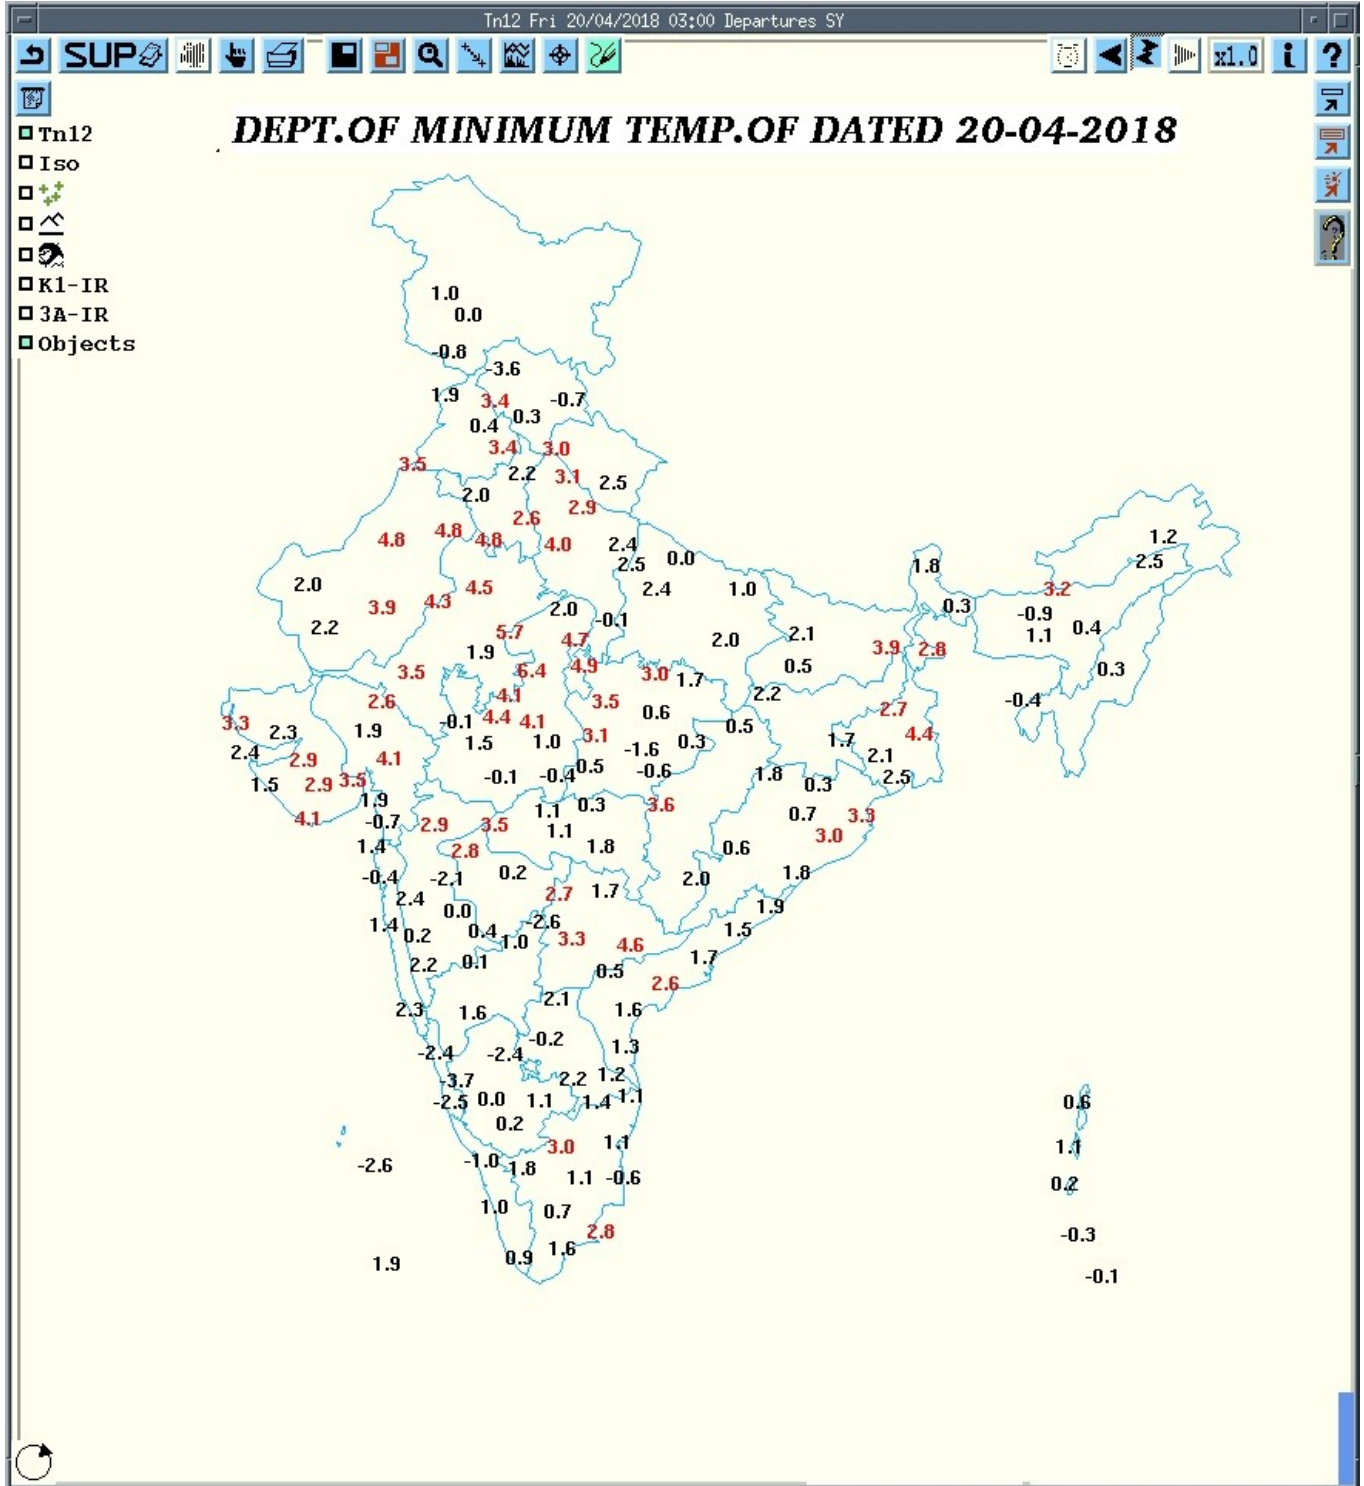 Tn12 Fri 20/04/2018 03:00 Departures SY
SUP x1.0 i ?
DEPT.OF MINIMUM TEMP.OF DATED 20-04-2018
Tn12
Iso
K1-IR
3A-IR
Objects
1.0
0.0
-0.8
-3.6
1.9 3.4 -0.7
0.4 0.3
3.4 3.0
3.5
2.2 3.1 2.5
2.0
2.9
2.6
4.8 4.8 4.8 4.0 2.4 1.2
2.5 0.0 1.8 2.5
2.0 4.5 2.4 1.0 3.2
3.9 4.3 2.0 0.3 -0.9
2.2 -0.1 1.1 0.4
5.7 4.7 2.0 2.1
1.9 3.9 2.8
3.5 6.4 4.9 3.0 1.7 0.5 0.3
2.6 4.1 3.5 2.2 -0.4
3.3 2.3 1.9 -0.1 4.4 4.1 0.6 0.5 2.7
2.4 1.5 1.0 3.1 -1.6 0.3 1.7 4.4
2.9 4.1 2.1
1.5 2.9 3.5 -0.1 -0.4 0.5 -0.6 1.8 0.3 2.5
1.9
4.1 -0.7 2.9 3.5 1.1 0.3 3.6 0.7 3.3
1.1 3.0
1.4 2.8 1.8 0.6
-0.4 -2.1 0.2 2.0 1.8
2.4 2.7 1.7
0.0 1.9
1.4 0.2 0.4 1.0 -2.6 3.3 4.6 1.5
2.2 0.1 0.5 1.7
2.6
2.3 1.6 2.1 1.6
-2.4 -2.4 -0.2 1.3
-3.7 2.2 1.2
-2.5 0.0 1.1 1.4 1.1 0.6
0.2
3.0 1.1 1.1
-2.6 -1.0 1.8
1.1 -0.6 0.2
1.0 0.7
2.8 -0.3
1.9 0.9 1.6
-0.1